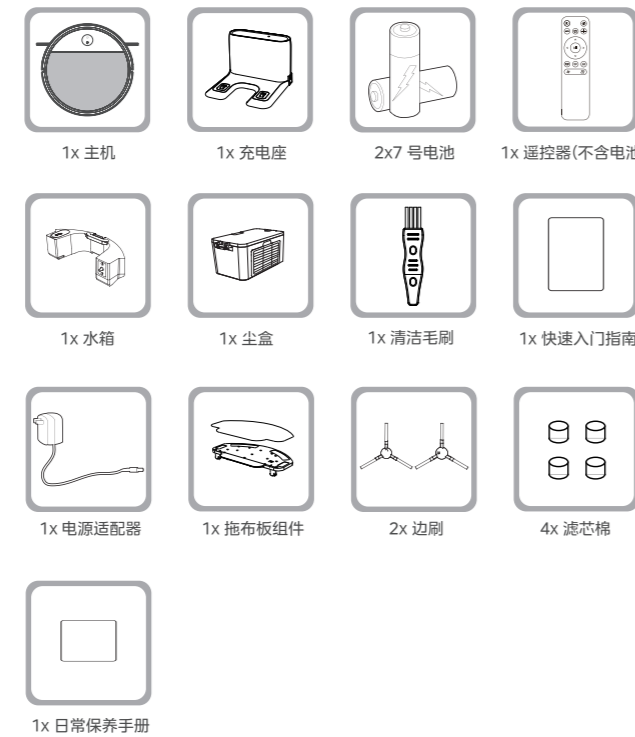 1x 主机
1x 充电座
2x7 号电池
1x 遥控器(不含电池
1x 水箱
1x 尘盒
1x 清洁毛刷
1x 快速入门指南
1x 电源适配器
1x 拖布板组件
2x 边刷
4x 滤芯棉
1x 日常保养手册